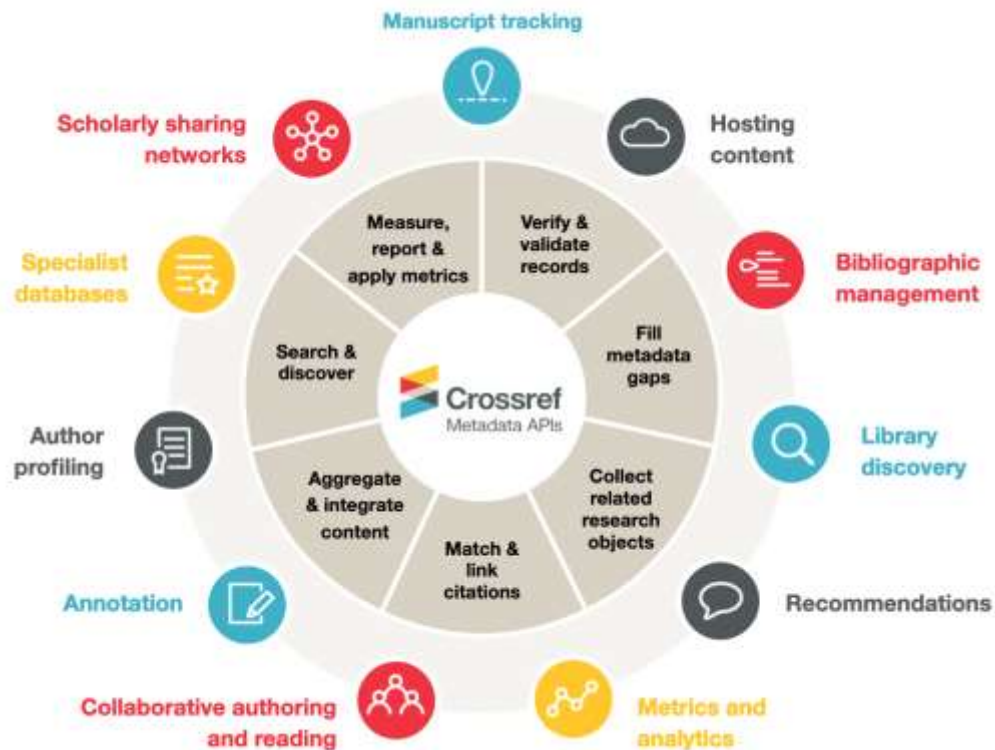 Manuscript tracking
Hosting
content
Bibliographic
management
Library
discovery
Recommendations
Metrics and
analytics
Collaborative authoring
and reading
Annotation
Author
profiling
Specialist
databases
Scholarly sharing
networks
Measure,
report &
apply metrics
Verify &
validate
records
Fill
metadata
gaps
Collect
related
research
objects
Match &
link
citations
Aggregate
& integrate
content
Search &
discover
Crossref
Metadata APIs